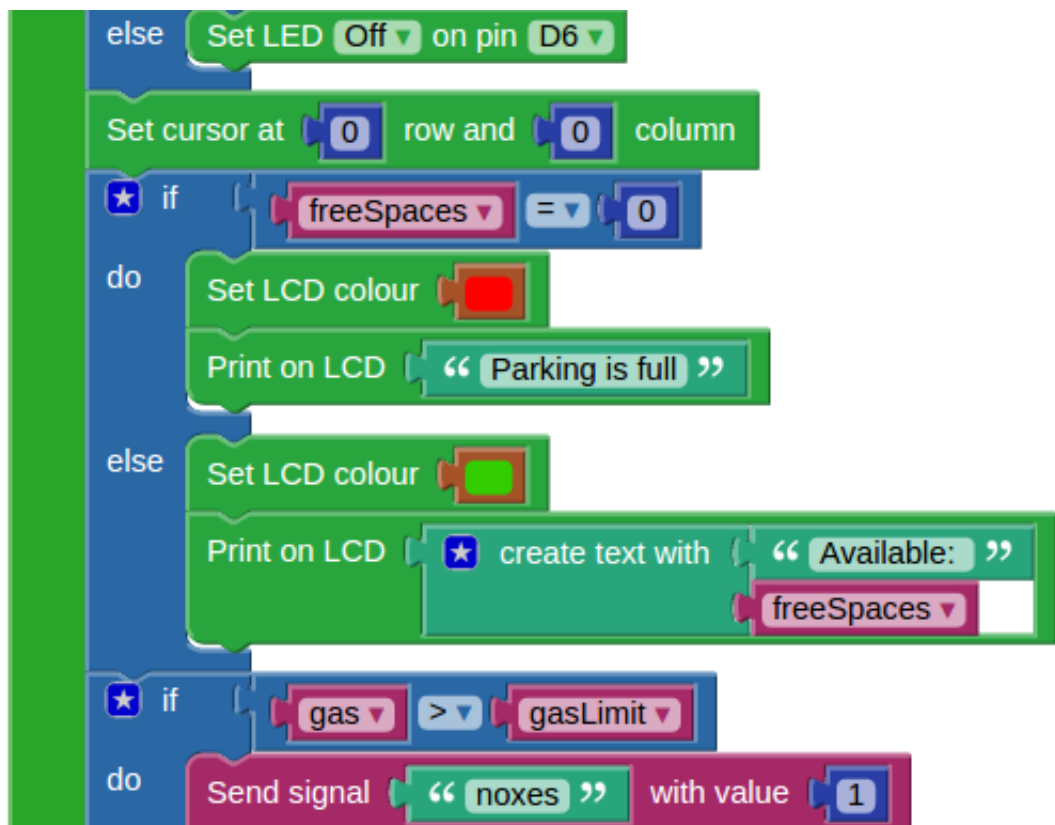 else Set LED Off on pin D6
Set cursor at 0 row and 0 column
if freeSpaces = 0
do Set LCD colour
Print on LCD “ Parking is full ”
else Set LCD colour
Print on LCD create text with “ Available: ”
freeSpaces
if gas > gasLimit
do Send signal “ noxes ” with value 1